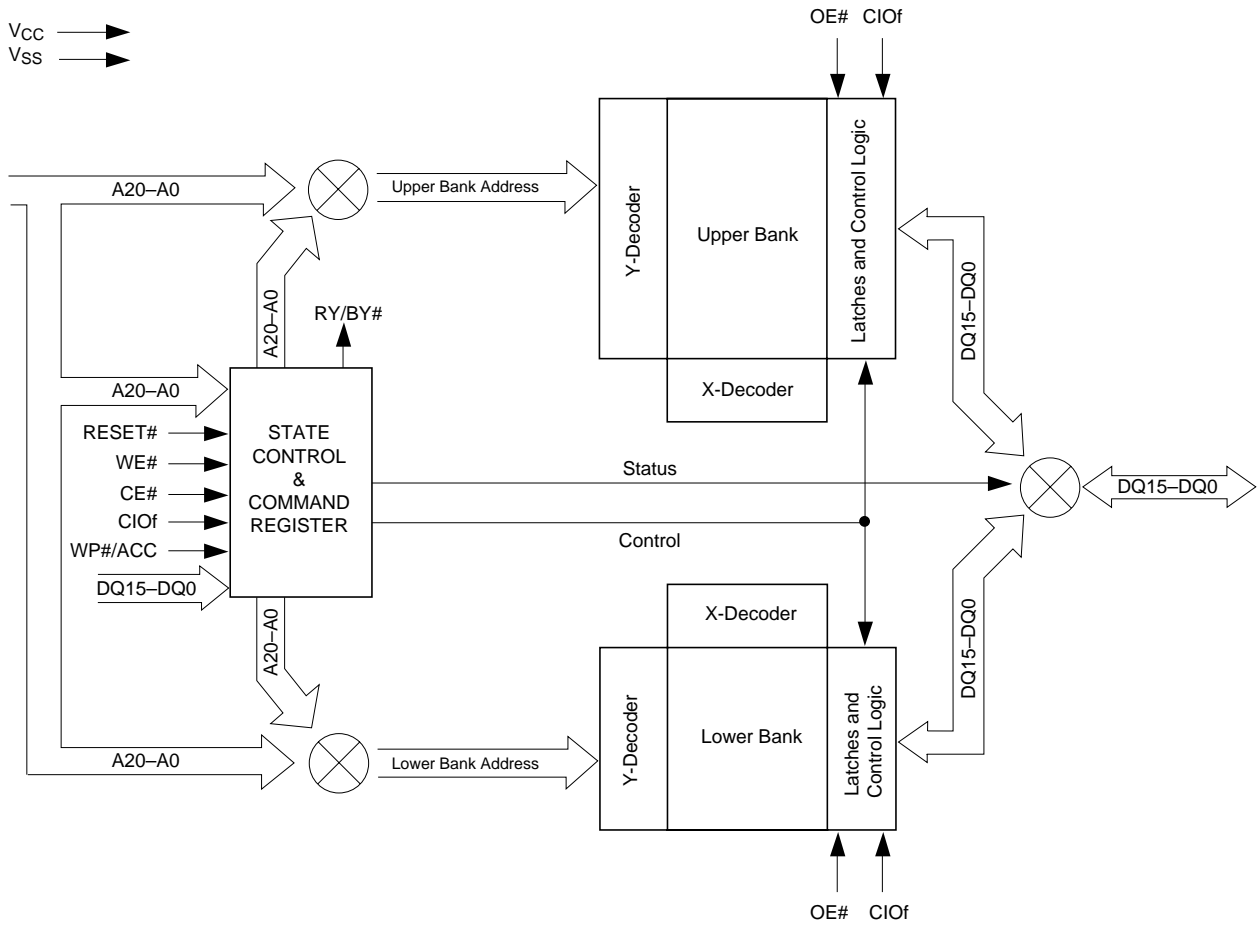 OE# CIOf
VCC
VSS
A20–A0
Upper Bank Address
Y-Decoder
Upper Bank
Latches and Control Logic
DQ15–DQ0
A20–A0
RY/BY#
X-Decoder
A20–A0
RESET#
WE#
CE#
CIOf
WP#/ACC
DQ15–DQ0
STATE
CONTROL
&
COMMAND
REGISTER
Status
Control
DQ15–DQ0
X-Decoder
A20–A0
DQ15–DQ0
Y-Decoder
Lower Bank
Latches and
Control Logic
A20–A0
Lower Bank Address
OE# CIOf